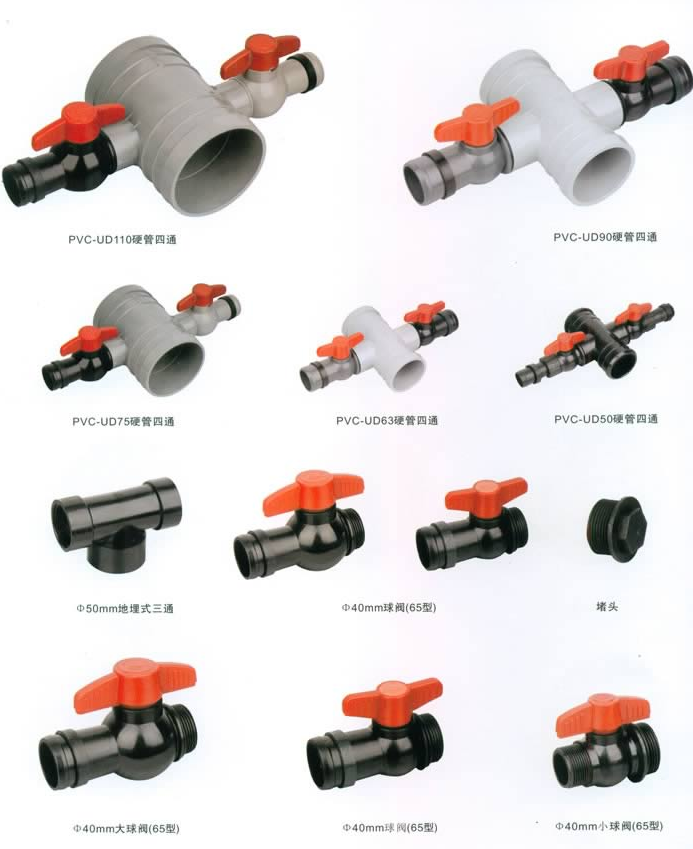 PVC-UD110硬管四通
PVC-UD90硬管四通
PVC-UD75硬管四通
PVC-UD63硬管四通
PVC-UD50硬管四通
Φ50mm地埋式三通
Φ40mm球阀(65型)
堵头
Φ40mm大球阀(65型)
Φ40mm球阀(65型)
Φ40mm小球阀(65型)